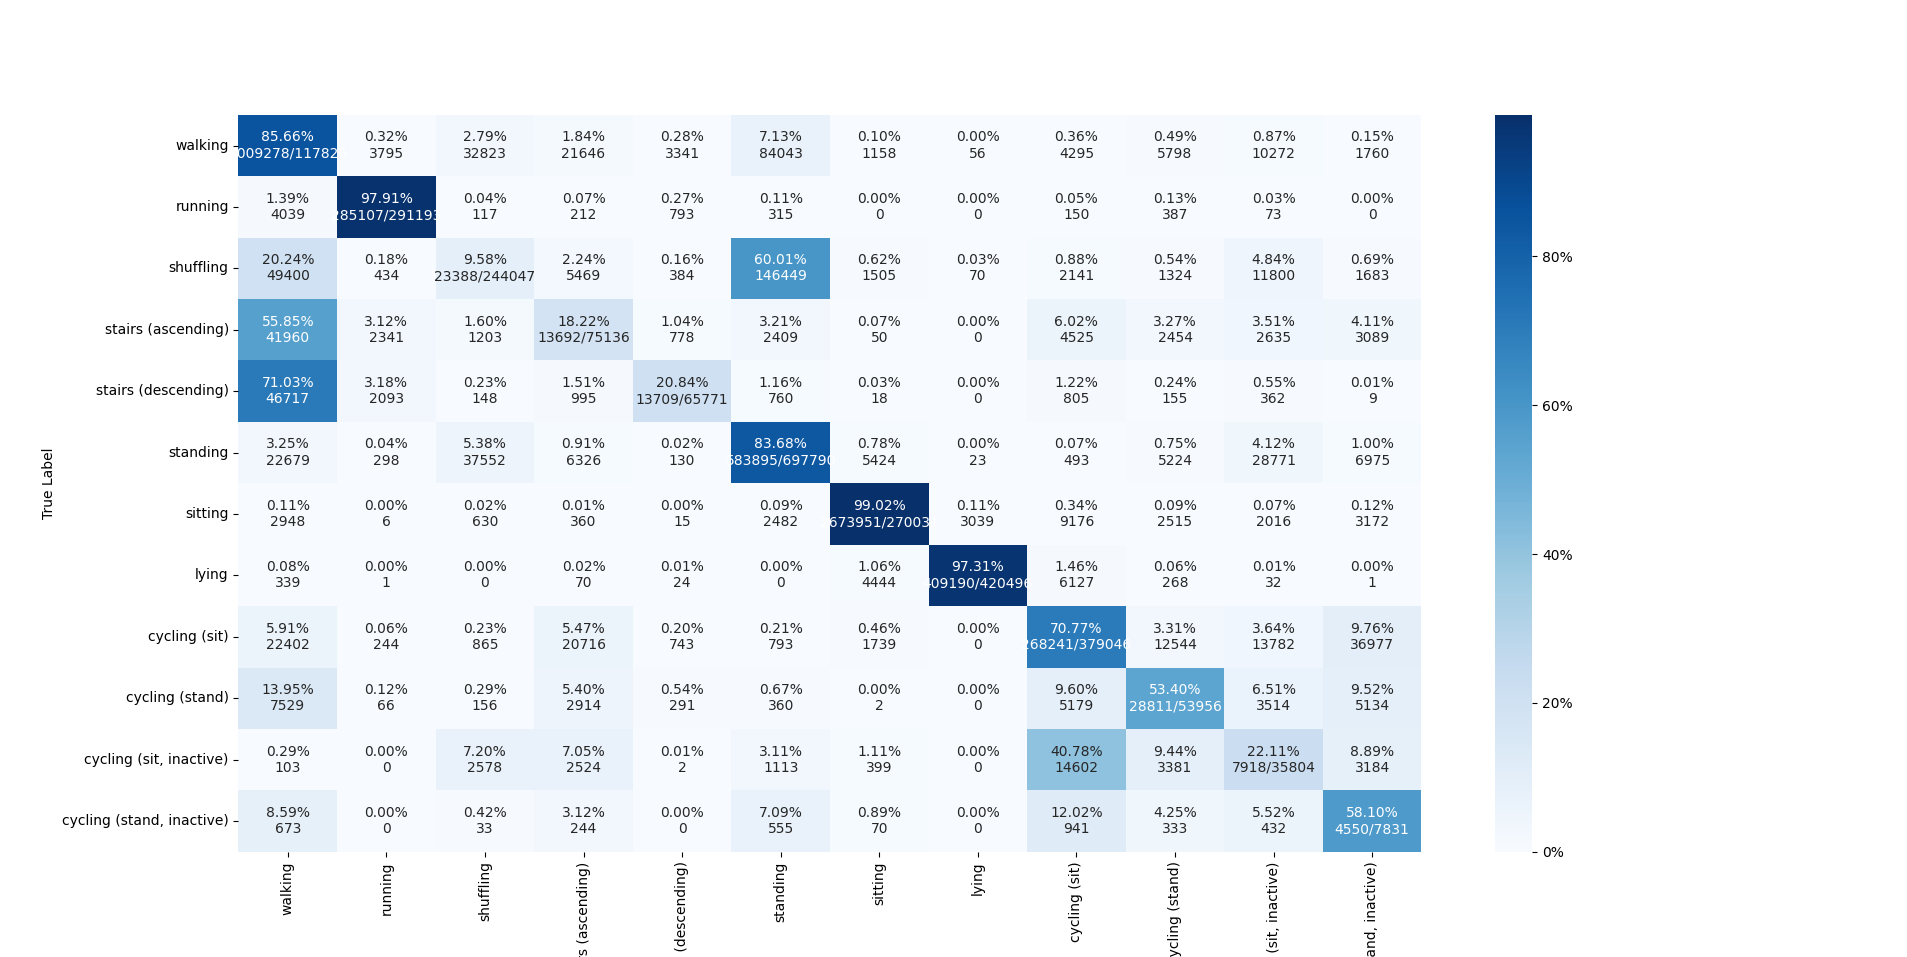 walking
85.66% 0.32% 2.79% 1.84% 0.28% 7.13% 0.10% 0.00% 0.36% 0.49% 0.87% 0.15%
009278/11782 3795 32823 21646 3341 84043 1158 56 4295 5798 10272 1760
running
1.39% 97.91% 0.04% 0.07% 0.27% 0.11% 0.00% 0.00% 0.05% 0.13% 0.03% 0.00%
4039 285107/291193 117 212 793 315 0 0 150 387 73 0
shuffling
20.24% 0.18% 9.58% 2.24% 0.16% 60.01% 0.62% 0.03% 0.88% 0.54% 4.84% 0.69%
49400 434 23388/244047 5469 384 146449 1505 70 2141 1324 11800 1683
80%
stairs (ascending)
55.85% 3.12% 1.60% 18.22% 1.04% 3.21% 0.07% 0.00% 6.02% 3.27% 3.51% 4.11%
41960 2341 1203 13692/75136 778 2409 50 0 4525 2454 2635 3089
stairs (descending)
71.03% 3.18% 0.23% 1.51% 20.84% 1.16% 0.03% 0.00% 1.22% 0.24% 0.55% 0.01%
46717 2093 148 995 13709/65771 760 18 0 805 155 362 9
60%
True Label
standing
3.25% 0.04% 5.38% 0.91% 0.02% 83.68% 0.78% 0.00% 0.07% 0.75% 4.12% 1.00%
22679 298 37552 6326 130 583895/697790 5424 23 493 5224 28771 6975
sitting
0.11% 0.00% 0.02% 0.01% 0.00% 0.09% 99.02% 0.11% 0.34% 0.09% 0.07% 0.12%
2948 6 630 360 15 2482 673951/27003 3039 9176 2515 2016 3172
40%
lying
0.08% 0.00% 0.00% 0.02% 0.01% 0.00% 1.06% 97.31% 1.46% 0.06% 0.01% 0.00%
339 1 0 70 24 0 4444 409190/420496 6127 268 32 1
cycling (sit)
5.91% 0.06% 0.23% 5.47% 0.20% 0.21% 0.46% 0.00% 70.77% 3.31% 3.64% 9.76%
22402 244 865 20716 743 793 1739 0 268241/379046 12544 13782 36977
cycling (stand)
13.95% 0.12% 0.29% 5.40% 0.54% 0.67% 0.00% 0.00% 9.60% 53.40% 6.51% 9.52%
7529 66 156 2914 291 360 2 0 5179 28811/53956 3514 5134
20%
cycling (sit, inactive)
0.29% 0.00% 7.20% 7.05% 0.01% 3.11% 1.11% 0.00% 40.78% 9.44% 22.11% 8.89%
103 0 2578 2524 2 1113 399 0 14602 3381 7918/35804 3184
cycling (stand, inactive)
8.59% 0.00% 0.42% 3.12% 0.00% 7.09% 0.89% 0.00% 12.02% 4.25% 5.52% 58.10%
673 0 33 244 0 555 70 0 941 333 432 4550/7831
0%
walking
running
shuffling
rs (ascending)
(descending)
standing
sitting
lying
cycling (sit)
ycling (stand)
(sit, inactive)
and, inactive)